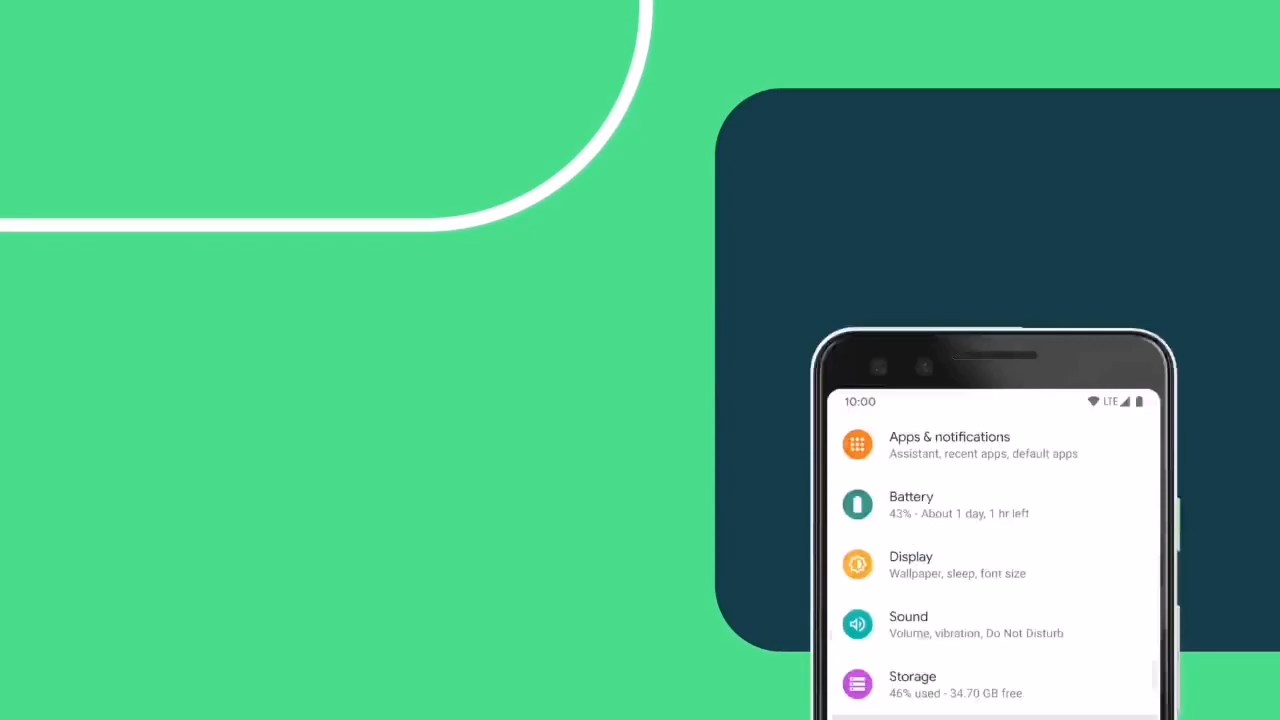 10:00 LTE
Apps & notifications
Assistant, recent apps, default apps
Battery
43% - About 1 day, 1 hr left
Display
Wallpaper, sleep, font size
Sound
Volume, vibration, Do Not Disturb
Storage
46% used - 34.70 GB free